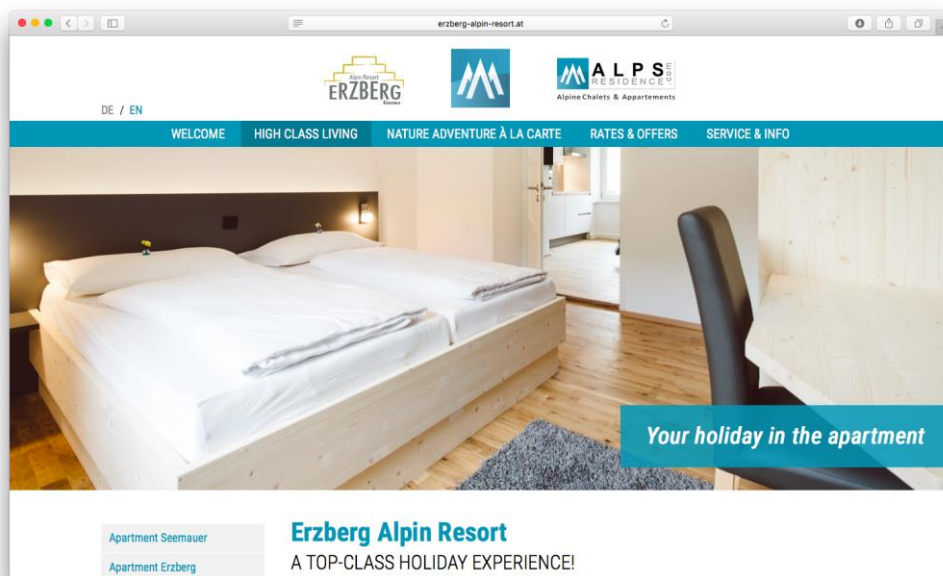 erzberg-alpin-resort.at
Alpin Resort
ERZBERG
Eisenerz
ALPS
RESIDENCE
.com
Alpine Chalets & Appartements
DE / EN
WELCOME HIGH CLASS LIVING NATURE ADVENTURE À LA CARTE RATES & OFFERS SERVICE & INFO
Your holiday in the apartment
Apartment Seemauer
Apartment Erzberg
Erzberg Alpin Resort
A TOP-CLASS HOLIDAY EXPERIENCE!